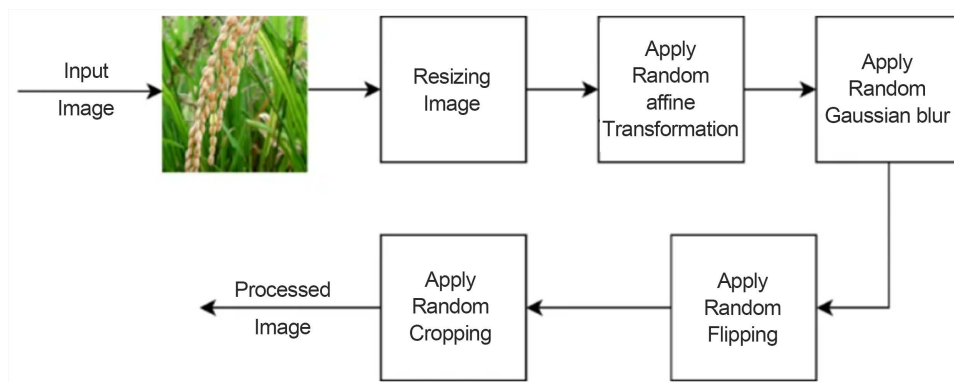 Input
Image
Resizing
Image
Apply
Random
affine
Transformation
Apply
Random
Gaussian blur
Apply
Random
Flipping
Apply
Random
Cropping
Processed
Image